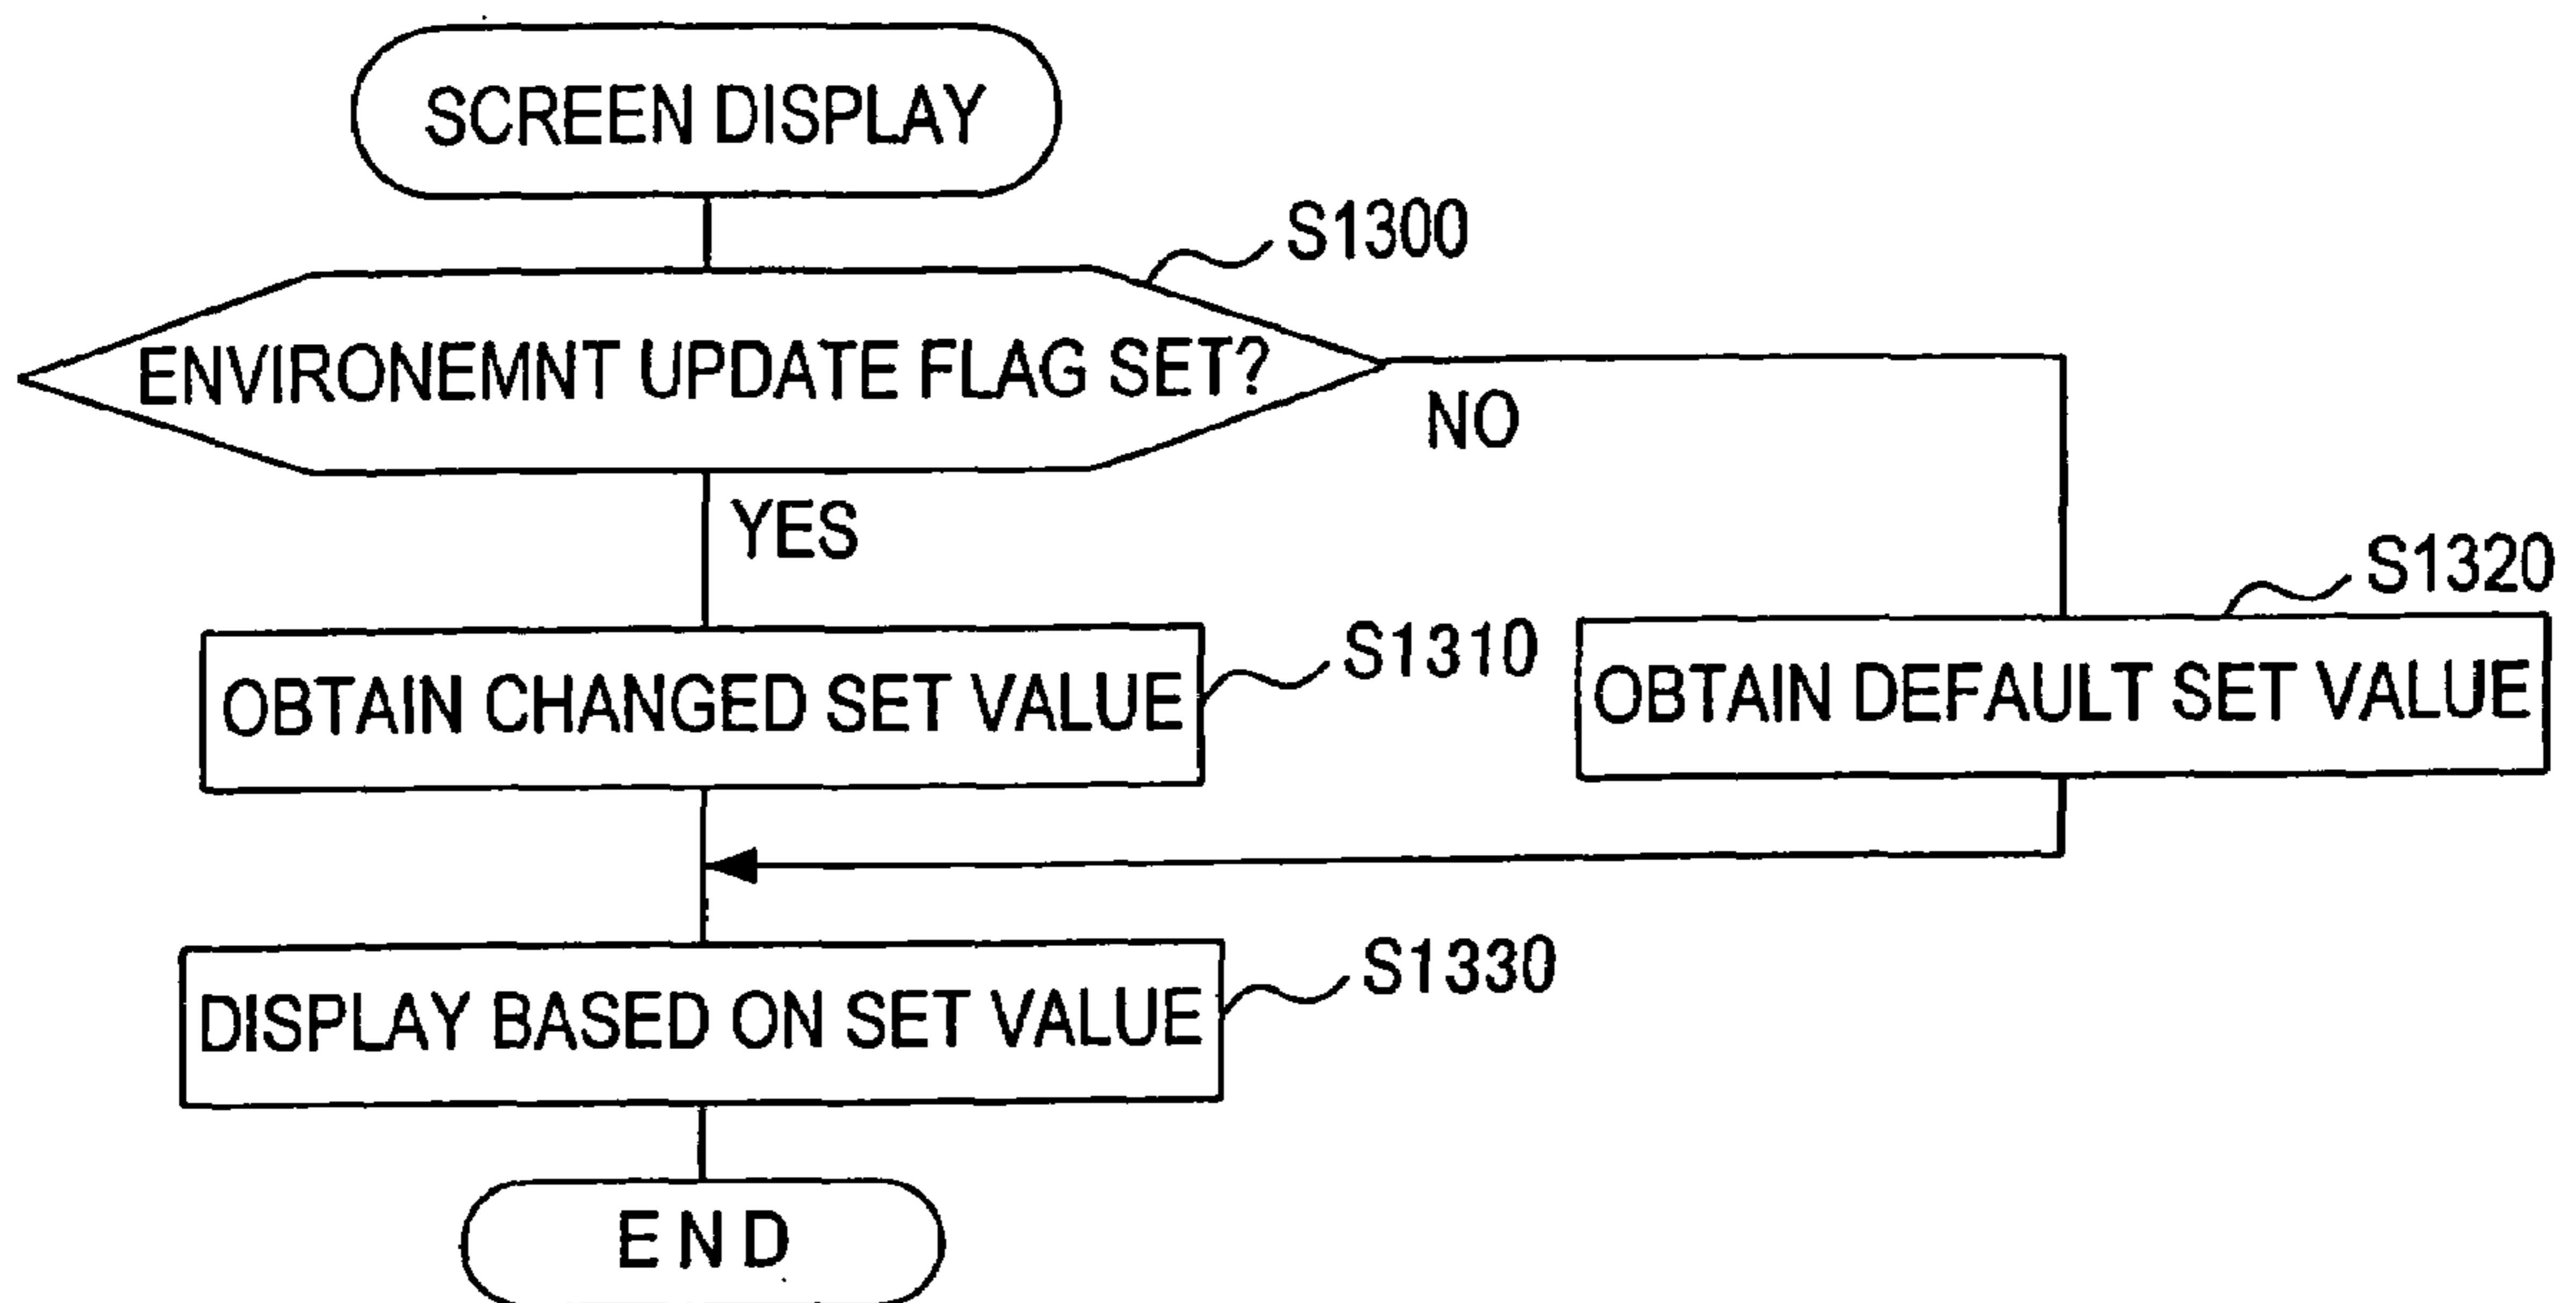 SCREEN DISPLAY
S1300
ENVIRONEMNT UPDATE FLAG SET?
NO
YES
S1310
S1320
OBTAIN CHANGED SET VALUE
OBTAIN DEFAULT SET VALUE
S1330
DISPLAY BASED ON SET VALUE
END